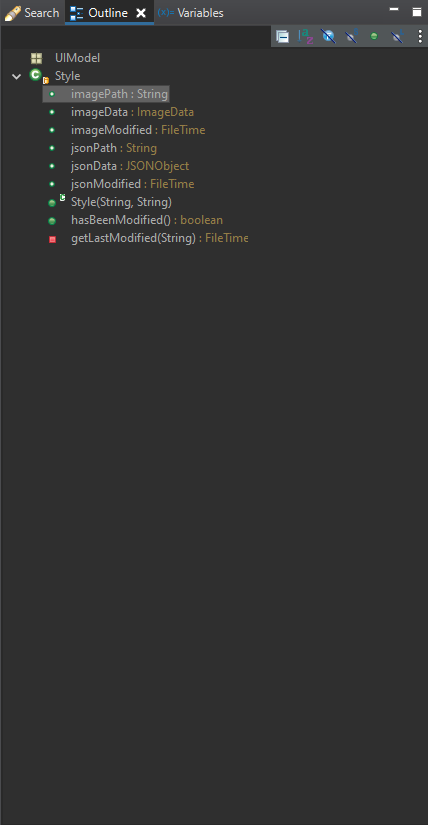 Search Outline (x)= Variables
UIModel
Style
imagePath : String
imageData : ImageData
imageModified : FileTime
jsonPath : String
jsonData : JSONObject
jsonModified : FileTime
Style(String, String)
hasBeenModified() : boolean
getLastModified(String) : FileTime